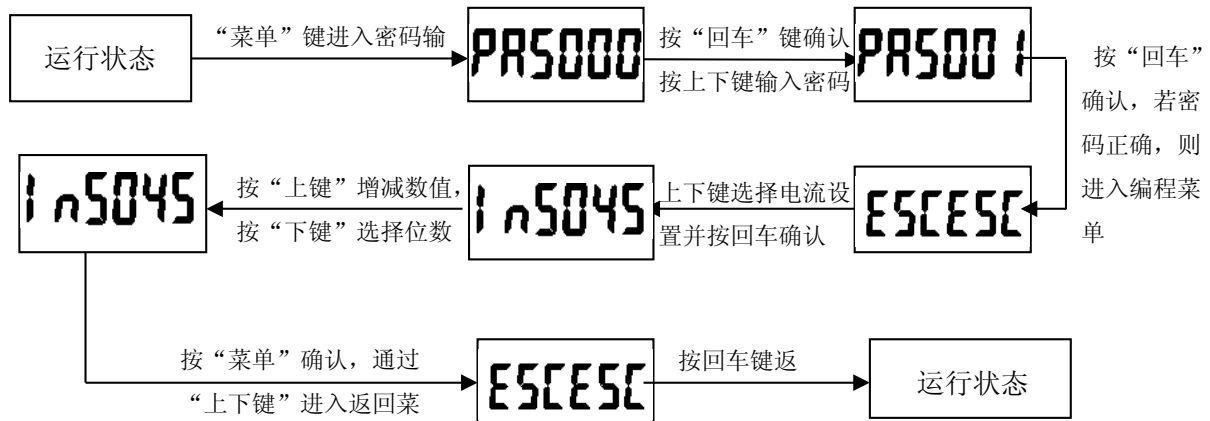 运行状态
“菜单”键进入密码输
PAS000
按“回车”键确认
按上下键输入密码
PAS001
按“回车”
确认，若密
码正确，则
进入编程菜
单
ESCESC
上下键选择电流设
置并按回车确认
InS045
按“上键”增减数值，
按“下键”选择位数
InS045
按“菜单”确认，通过
“上下键”进入返回菜
ESCESC
按回车键返
运行状态